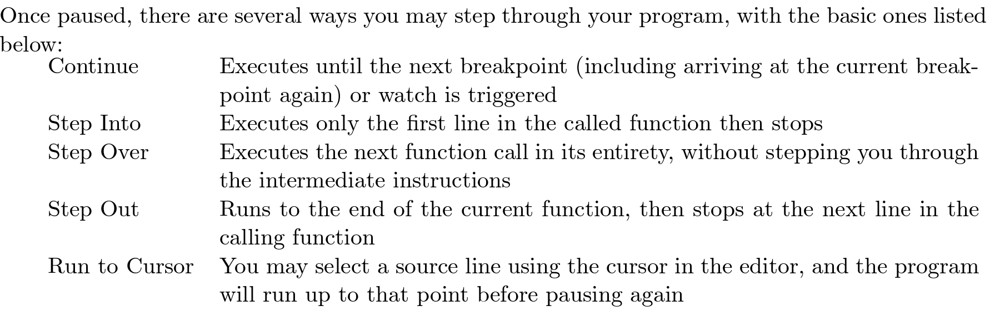 Once paused, there are several ways you may step through your program, with the basic ones listed
below:
Continue Executes until the next breakpoint (including arriving at the current break-
point again) or watch is triggered
Step Into Executes only the first line in the called function then stops
Step Over Executes the next function call in its entirety, without stepping you through
the intermediate instructions
Step Out Runs to the end of the current function, then stops at the next line in the
calling function
Run to Cursor You may select a source line using the cursor in the editor, and the program
will run up to that point before pausing again